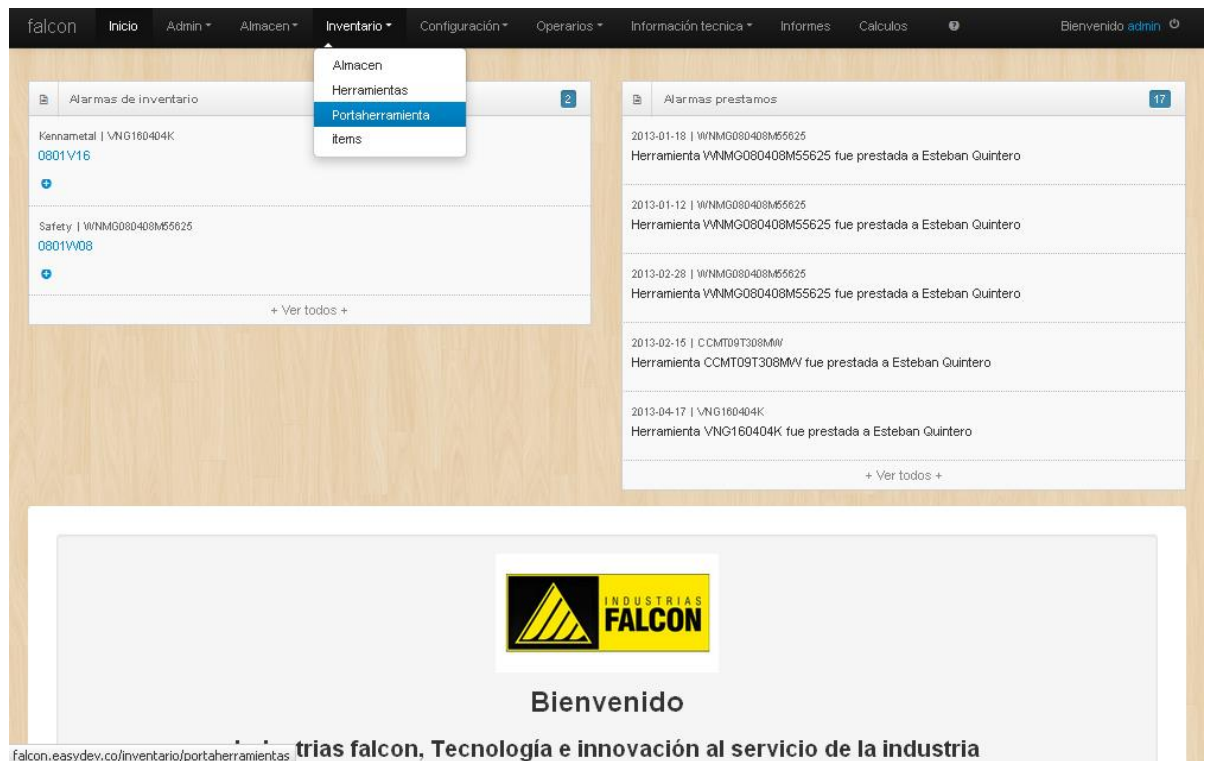 falcon Inicio Admin Almacen Inventario Configuración Operarios Información tecnica Informes Calculos ? Bienvenido admin
Almacen
Herramientas
Portaherramienta
items
Alarmas de inventario 2
Kennametal | VNG160404K
0801V16
Safety | WNMG080408M55625
0801W08
+ Ver todos +
Alarmas prestamos 17
2013-01-18 | WNMG080408M55625
Herramienta WNMG080408M55625 fue prestada a Esteban Quintero
2013-01-12 | WNMG080408M55625
Herramienta WNMG080408M55625 fue prestada a Esteban Quintero
2013-02-28 | WNMG080408M55625
Herramienta WNMG080408M55625 fue prestada a Esteban Quintero
2013-02-15 | CCMT09T308MW
Herramienta CCMT09T308MW fue prestada a Esteban Quintero
2013-04-17 | VNG160404K
Herramienta VNG160404K fue prestada a Esteban Quintero
+ Ver todos +
INDUSTRIAS
FALCON
Bienvenido
trias falcon, Tecnología e innovación al servicio de la industria
falcon.easydev.co/inventario/portaherramientas